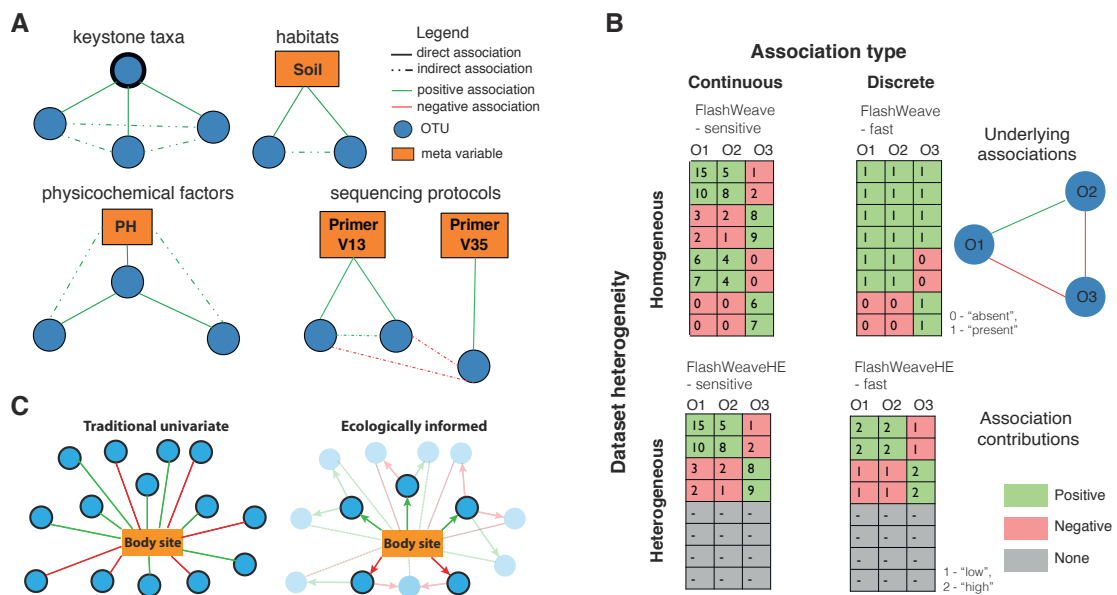 A
keystone taxa
habitats
Soil
Legend
direct association
indirect association
positive association
negative association
OTU
meta variable
physicochemical factors
PH
sequencing protocols
Primer
V13
Primer
V35
B
Association type
Continuous
Discrete
FlashWeave
- sensitive
FlashWeave
- fast
Dataset heterogeneity
Homogeneous
O1 O2 O3
15 5 1
10 8 2
3 2 8
2 1 9
6 4 0
7 4 0
0 0 6
0 0 7
O1 O2 O3
1 1 1
1 1 1
1 1 1
1 1 1
1 1 0
1 1 0
0 0 1
0 0 1
Underlying
associations
O2
O1
O3
0 - “absent”,
1 - “present”
Heterogeneous
FlashWeaveHE
- sensitive
O1 O2 O3
15 5 1
10 8 2
3 2 8
2 1 9
- - -
- - -
- - -
- - -
FlashWeaveHE
- fast
O1 O2 O3
2 2 1
2 2 1
1 1 2
1 1 2
- - -
- - -
- - -
- - -
1 - “low”,
2 - “high”
Association
contributions
Positive
Negative
None
C
Traditional univariate
Body site
Ecologically informed
Body site